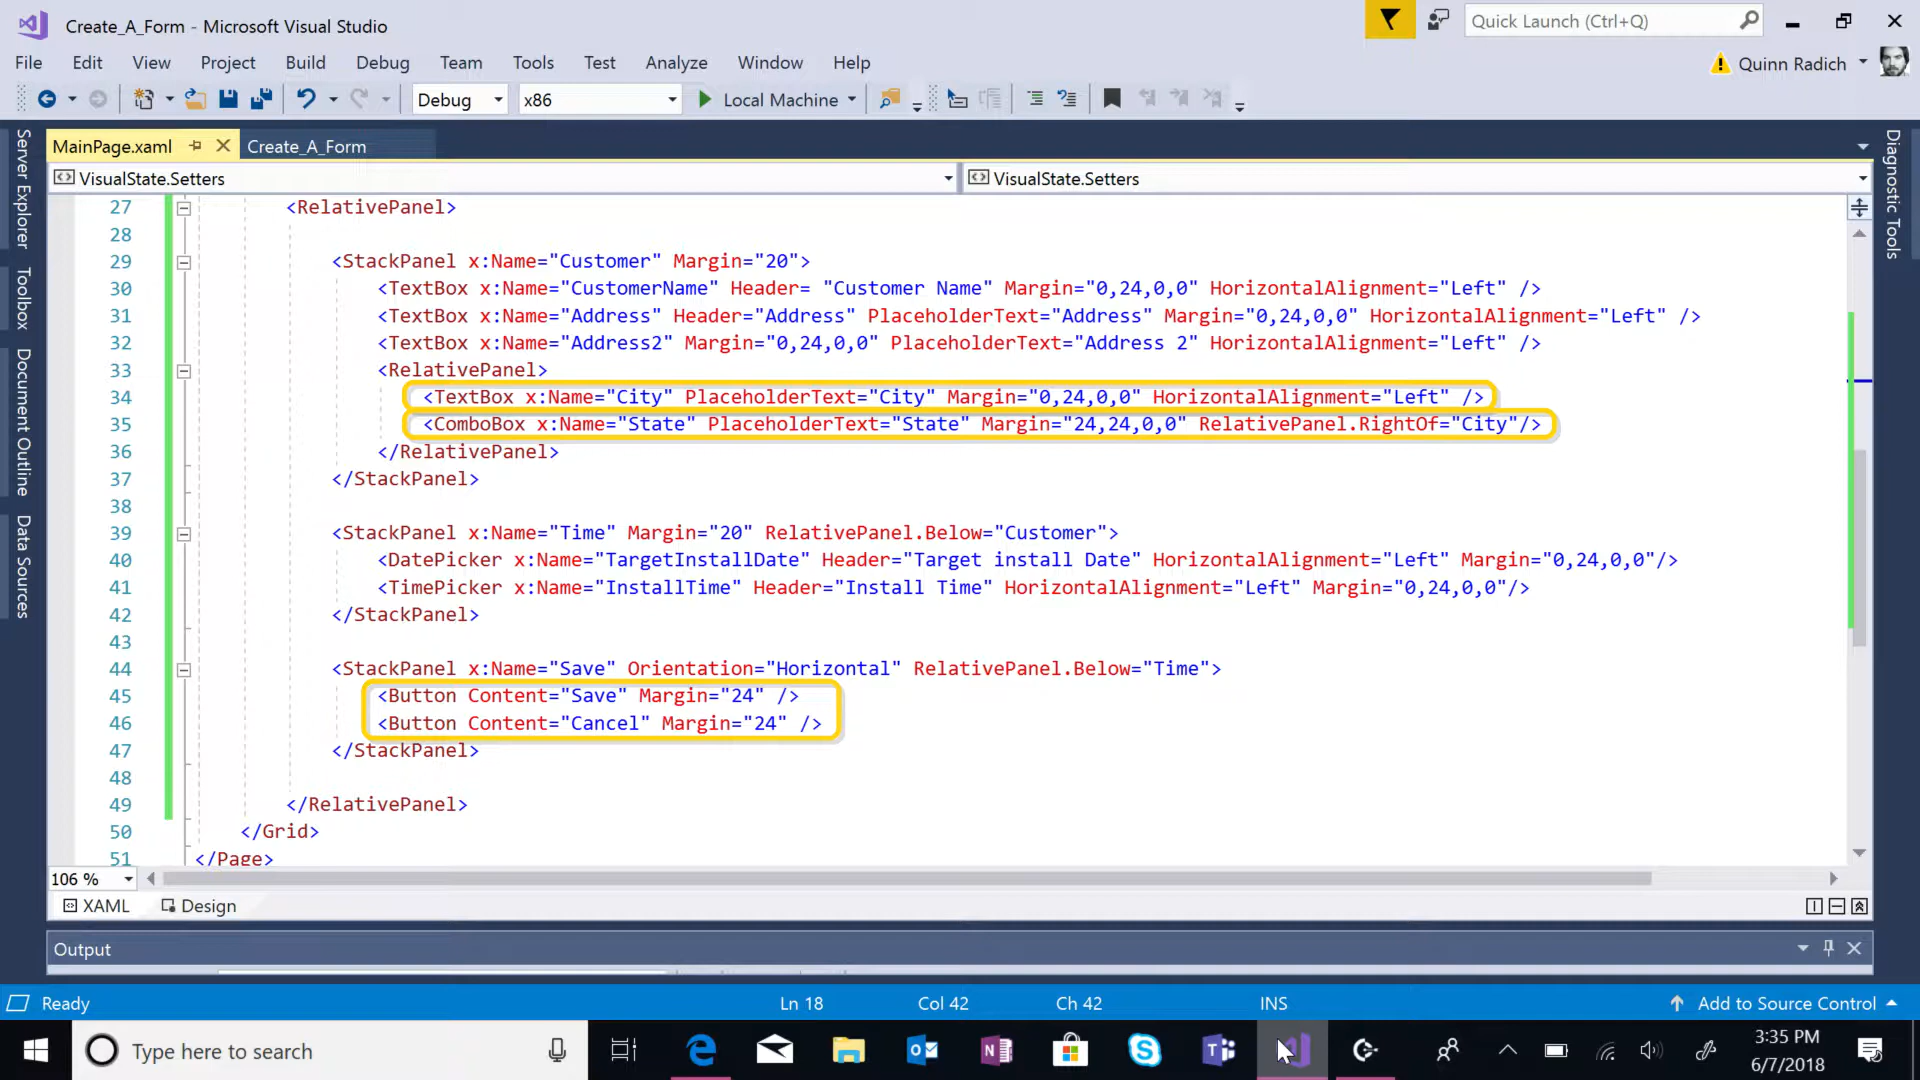 Create_A_Form - Microsoft Visual Studio
Quick Launch (Ctrl+Q)
File Edit View Project Build Debug Team Tools Test Analyze Window Help
Quinn Radich
Debug x86 Local Machine
MainPage.xaml Create_A_Form
VisualState.Setters VisualState.Setters
Server Explorer
Toolbox
Document Outline
Data Sources
Diagnostic Tools
27 <RelativePanel>
28
29 <StackPanel x:Name="Customer" Margin="20">
30 <TextBox x:Name="CustomerName" Header= "Customer Name" Margin="0,24,0,0" HorizontalAlignment="Left" />
31 <TextBox x:Name="Address" Header="Address" PlaceholderText="Address" Margin="0,24,0,0" HorizontalAlignment="Left" />
32 <TextBox x:Name="Address2" Margin="0,24,0,0" PlaceholderText="Address 2" HorizontalAlignment="Left" />
33 <RelativePanel>
34 <TextBox x:Name="City" PlaceholderText="City" Margin="0,24,0,0" HorizontalAlignment="Left" />
35 <ComboBox x:Name="State" PlaceholderText="State" Margin="24,24,0,0" RelativePanel.RightOf="City"/>
36 </RelativePanel>
37 </StackPanel>
38
39 <StackPanel x:Name="Time" Margin="20" RelativePanel.Below="Customer">
40 <DatePicker x:Name="TargetInstallDate" Header="Target install Date" HorizontalAlignment="Left" Margin="0,24,0,0"/>
41 <TimePicker x:Name="InstallTime" Header="Install Time" HorizontalAlignment="Left" Margin="0,24,0,0"/>
42 </StackPanel>
43
44 <StackPanel x:Name="Save" Orientation="Horizontal" RelativePanel.Below="Time">
45 <Button Content="Save" Margin="24" />
46 <Button Content="Cancel" Margin="24" />
47 </StackPanel>
48
49 </RelativePanel>
50 </Grid>
51 </Page>
106 %
XAML Design
Output
Ready Ln 18 Col 42 Ch 42 INS Add to Source Control
Type here to search
3:35 PM
6/7/2018